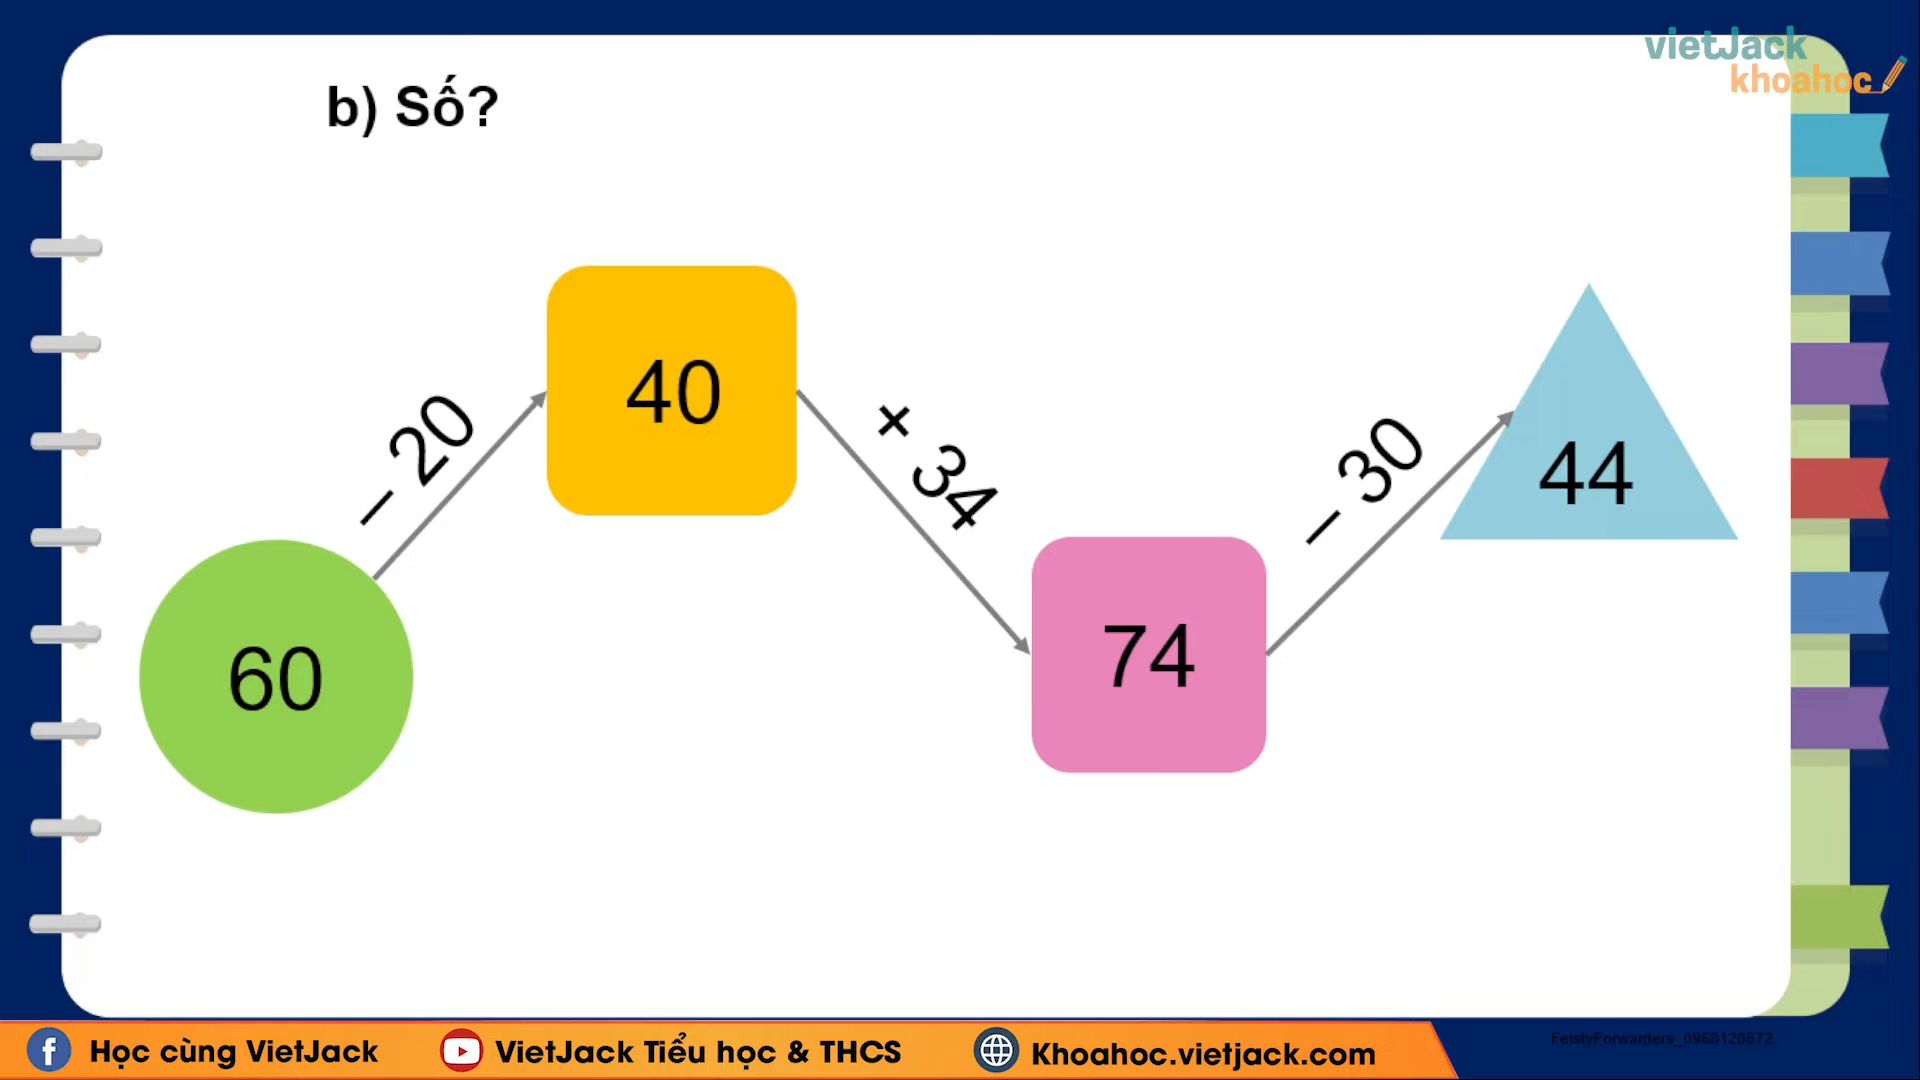 vietJack
khoahoc
b) Số?
– 20
40
+ 34
– 30
44
60
74
FeistyForwarders_0968120672
Học cùng VietJack
VietJack Tiểu học & THCS
Khoahoc.vietjack.com